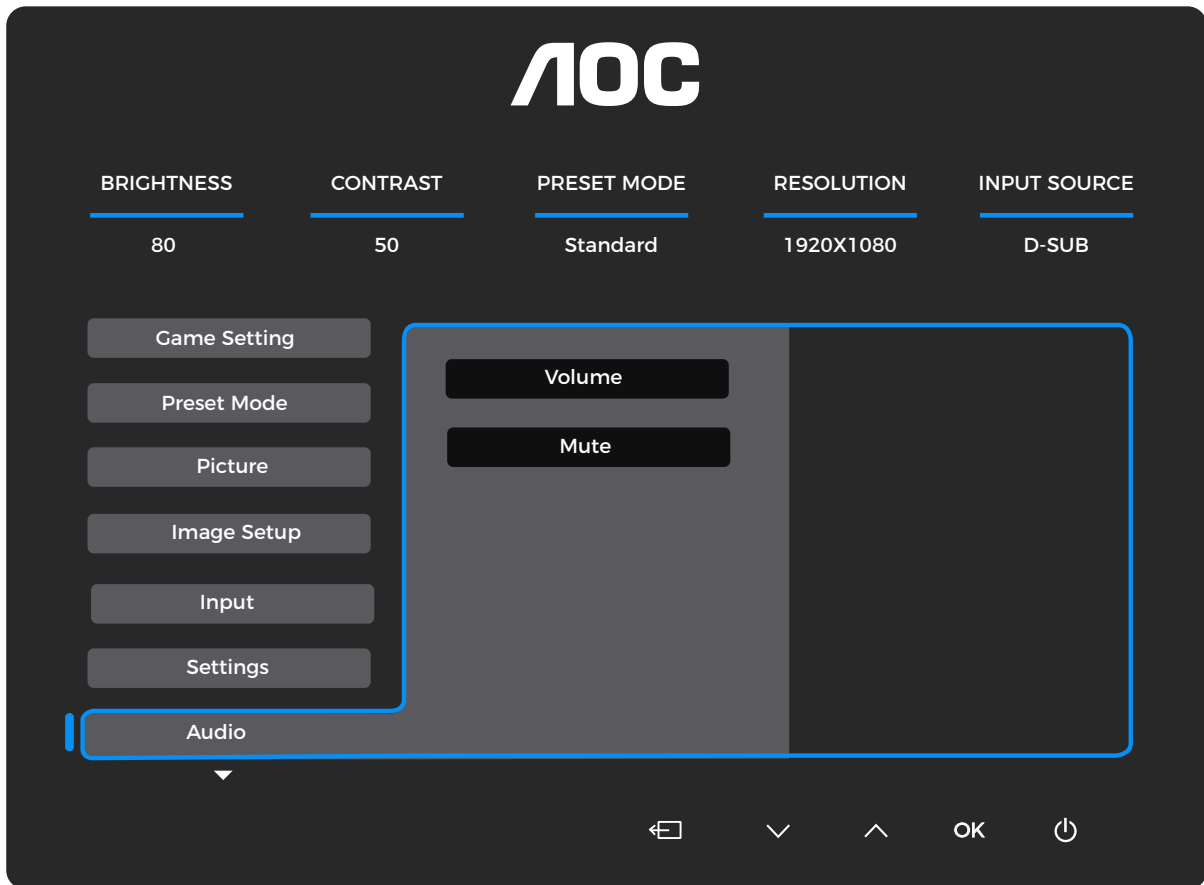 AOC
BRIGHTNESS CONTRAST PRESET MODE RESOLUTION INPUT SOURCE
80 50 Standard 1920X1080 D-SUB
Game Setting
Preset Mode
Picture
Image Setup
Input
Settings
Audio
Volume
Mute
OK